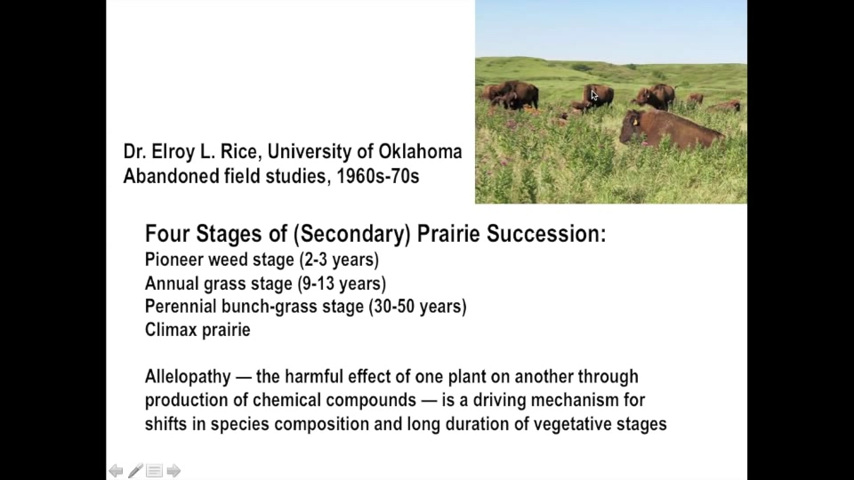 Dr. Elroy L. Rice, University of Oklahoma
Abandoned field studies, 1960s-70s
Four Stages of (Secondary) Prairie Succession:
Pioneer weed stage (2-3 years)
Annual grass stage (9-13 years)
Perennial bunch-grass stage (30-50 years)
Climax prairie
Allelopathy — the harmful effect of one plant on another through
production of chemical compounds — is a driving mechanism for
shifts in species composition and long duration of vegetative stages